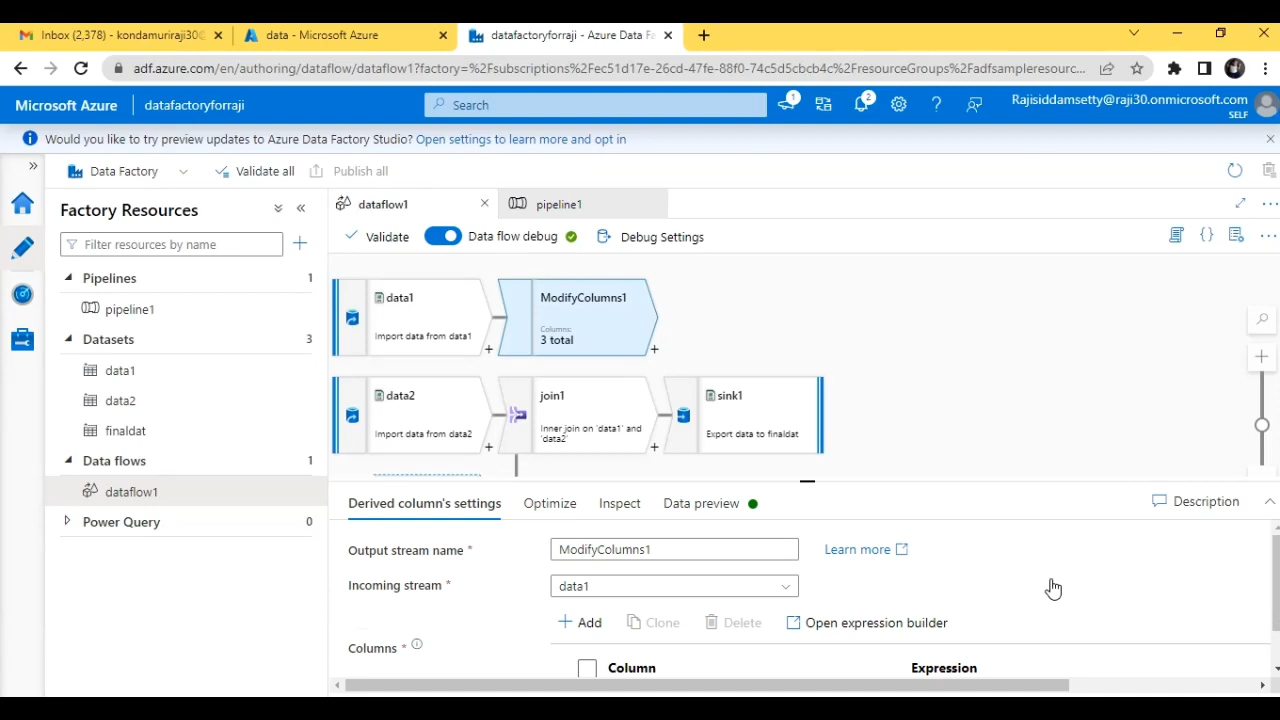 Inbox (2,378) - kondamuriraji30@
data - Microsoft Azure
datafactoryforraji - Azure Data Fa
adf.azure.com/en/authoring/dataflow/dataflow1?factory=%2Fsubscriptions%2Fec51d17e-26cd-47fe-88f0-74c5d5cbcb4c%2FresourceGroups%2Fadfsampleresourc...
Microsoft Azure
datafactoryforraji
Search
1
2
Rajisiddamsetty@raji30.onmicrosoft.com
SELF
Would you like to try preview updates to Azure Data Factory Studio? Open settings to learn more and opt in
Data Factory
Validate all
Publish all
Factory Resources
Filter resources by name
Pipelines 1
pipeline1
Datasets 3
data1
data2
finaldat
Data flows 1
dataflow1
Power Query 0
dataflow1
pipeline1
Validate
Data flow debug
Debug Settings
data1
Import data from data1
ModifyColumns1
Columns:
3 total
data2
Import data from data2
join1
Inner join on 'data1' and
'data2'
sink1
Export data to finaldat
Derived column's settings
Optimize
Inspect
Data preview
Description
Output stream name *
ModifyColumns1
Learn more
Incoming stream *
data1
Add
Clone
Delete
Open expression builder
Columns *
Column
Expression